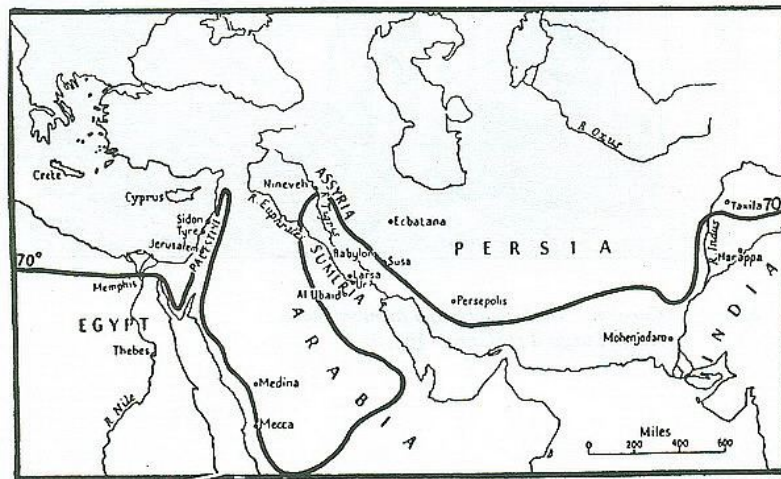 R. Oxus
Crete
Cyprus
Nineveh
ASSYRIA
R. Tigris
R. Euphrates
Ecbatana
Taxila
70
Sidon
Tyre
Jerusalem
PALESTINE
SUMERIA
Babylon
Susa
PERSIA
R. Indus
Harappa
70°
Memphis
Larsa
Ur
Al Ubaid
Persepolis
EGYPT
ARABIA
INDIA
Mohenjodaro
Thebes
Medina
Mecca
R. Nile
Miles
0 200 400 600